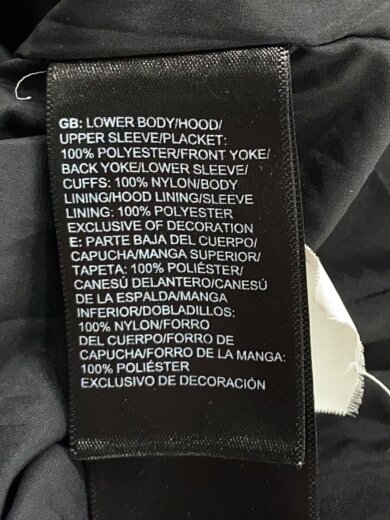 GB: LOWER BODY/HOOD/
UPPER SLEEVE/PLACKET:
100% POLYESTER/FRONT YOKE/
BACK YOKE/LOWER SLEEVE/
CUFFS: 100% NYLON/BODY
LINING/HOOD LINING/SLEEVE
LINING: 100% POLYESTER
EXCLUSIVE OF DECORATION
E: PARTE BAJA DEL CUERPO/
CAPUCHA/MANGA SUPERIOR/
TAPETA: 100% POLIÉSTER/
CANESÚ DELANTERO/CANESÚ
DE LA ESPALDA/MANGA
INFERIOR/DOBLADILLOS:
100% NYLON/FORRO
DEL CUERPO/FORRO DE
CAPUCHA/FORRO DE LA MANGA:
100% POLIÉSTER
EXCLUSIVO DE DECORACIÓN